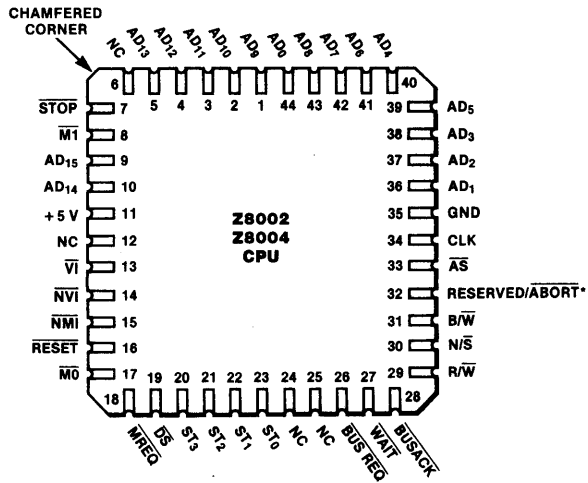 CHAMFERED
CORNER
NC AD13 AD12 AD11 AD10 AD9 AD0 AD8 AD7 AD6 AD4
6 5 4 3 2 1 44 43 42 41 40
STOP 7
M1 8
AD15 9
AD14 10
+5 V 11
NC 12
VI 13
NVI 14
NMI 15
RESET 16
M0 17
Z8002
Z8004
CPU
39 AD5
38 AD3
37 AD2
36 AD1
35 GND
34 CLK
33 AS
32 RESERVED/ABORT*
31 B/W
30 N/S
29 R/W
18 19 20 21 22 23 24 25 26 27 28
MREQ DS ST3 ST2 ST1 ST0 NC NC BUS REQ WAIT BUSACK